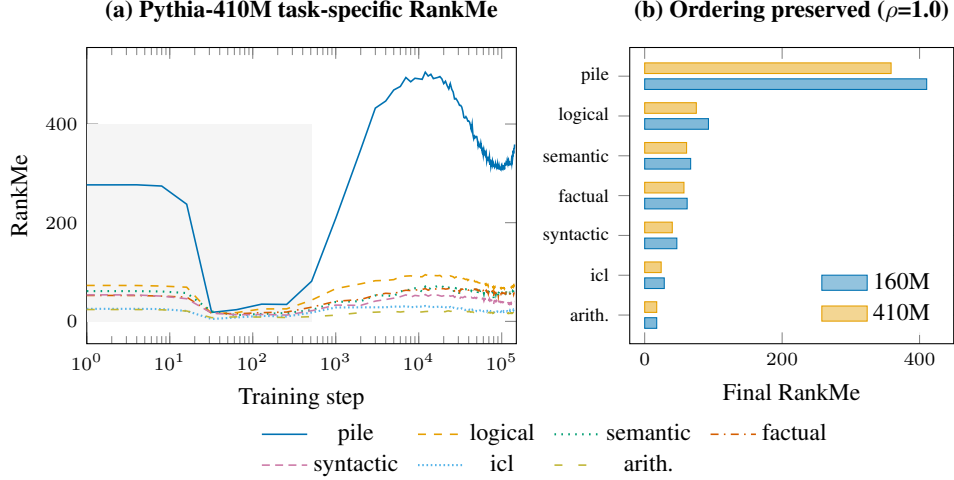 (a) Pythia-410M task-specific RankMe
400
200
0
RankMe
10^0 10^1 10^2 10^3 10^4 10^5
Training step
(b) Ordering preserved (ρ=1.0)
pile
logical
semantic
factual
syntactic
icl
arith.
160M
410M
0 200 400
Final RankMe
pile logical semantic factual
syntactic icl arith.